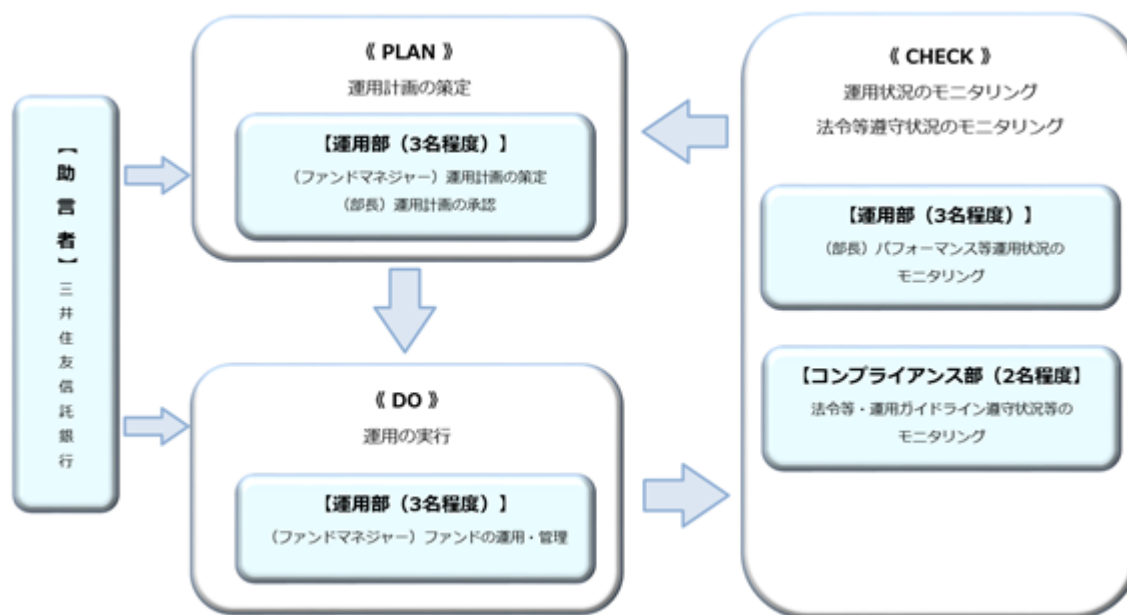 【助言者】三井住友信託銀行
《 PLAN 》
運用計画の策定
【運用部（3名程度）】
（ファンドマネジャー）運用計画の策定
（部長）運用計画の承認
《 DO 》
運用の実行
【運用部（3名程度）】
（ファンドマネジャー）ファンドの運用・管理
《 CHECK 》
運用状況のモニタリング
法令等遵守状況のモニタリング
【運用部（3名程度）】
（部長）パフォーマンス等運用状況の
モニタリング
【コンプライアンス部（2名程度】
法令等・運用ガイドライン遵守状況等の
モニタリング